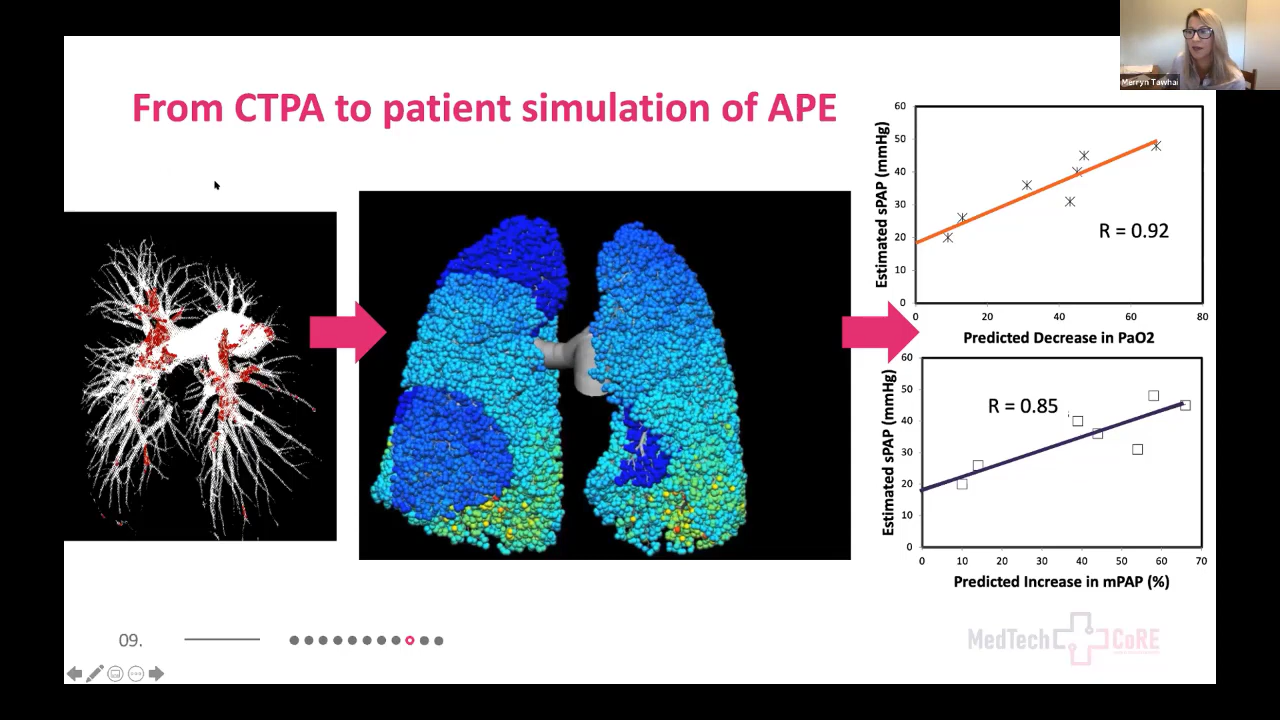 Merryn Tawhai
From CTPA to patient simulation of APE
Estimated sPAP (mmHg)
60
50
40
30
20
10
0
R = 0.92
0 20 40 60 80
Predicted Decrease in PaO2
Estimated sPAP (mmHg)
60
50
40
30
20
10
0
R = 0.85
0 10 20 30 40 50 60 70
Predicted Increase in mPAP (%)
09.
MedTech CoRE